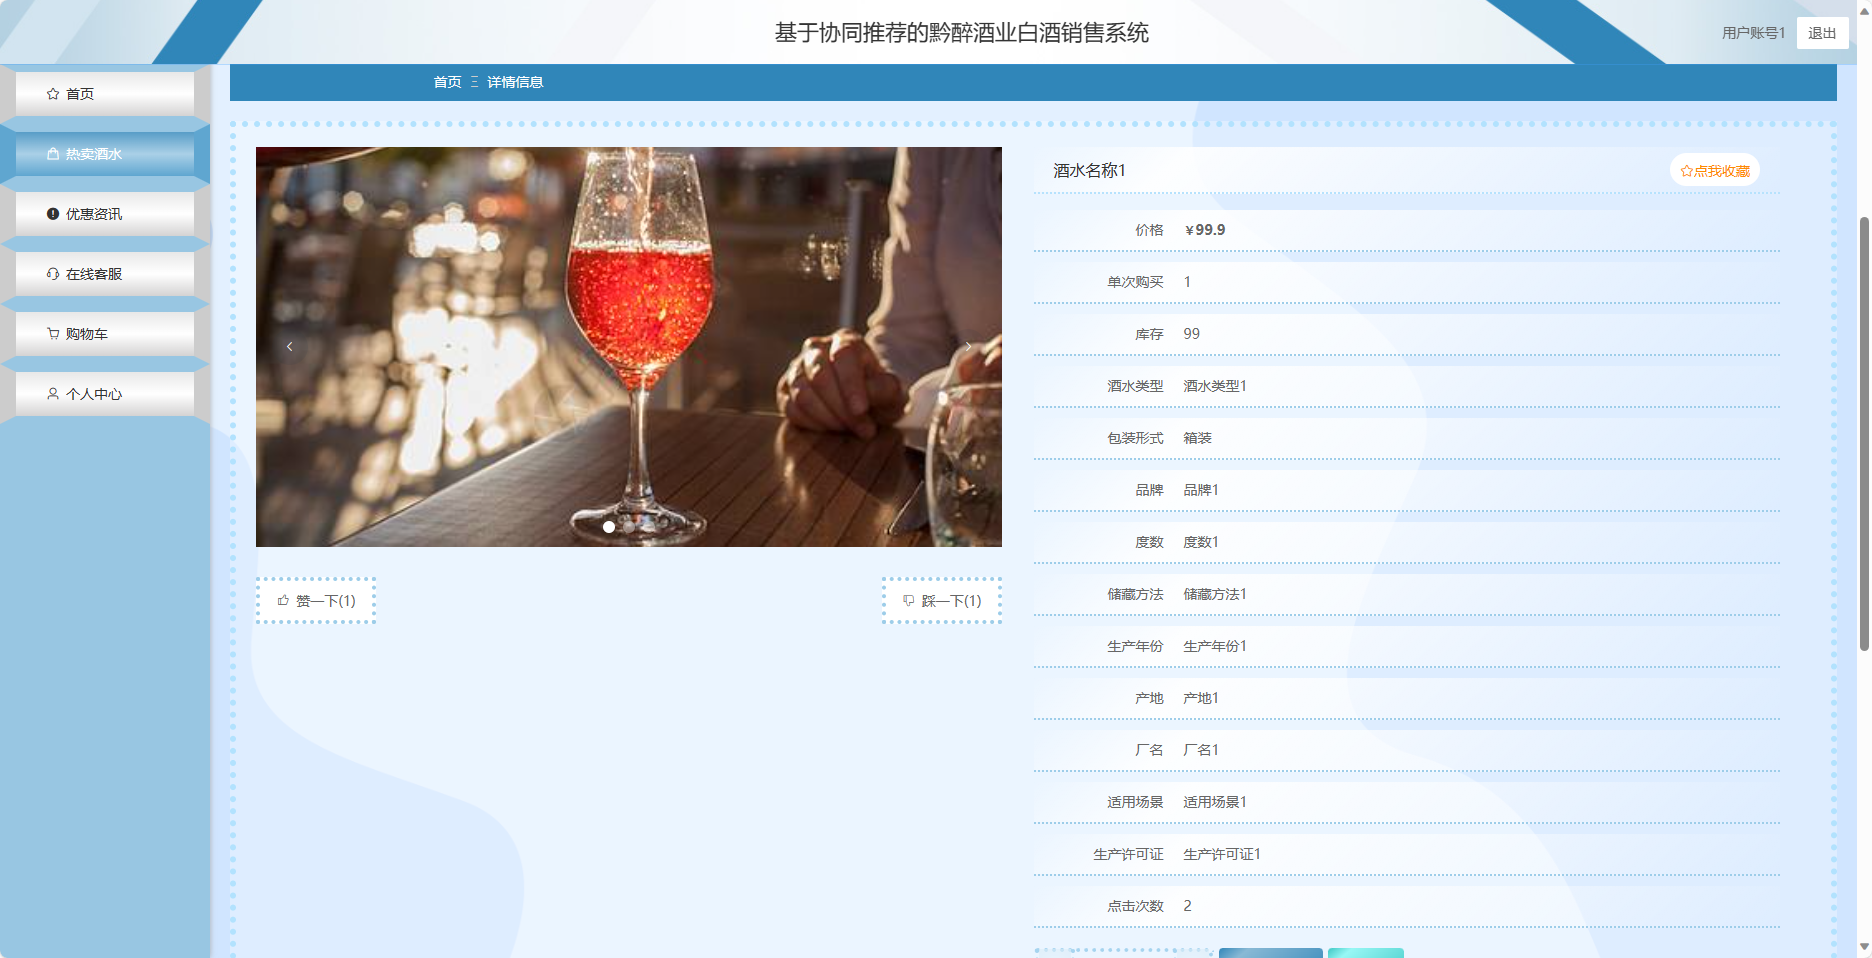 基于协同推荐的黔醉酒业白酒销售系统
用户账号1 退出
首页
热卖酒水
优惠资讯
在线客服
购物车
个人中心
首页 详情信息
赞一下(1)
踩一下(1)
酒水名称1
点我收藏
价格 ￥99.9
单次购买 1
库存 99
酒水类型 酒水类型1
包装形式 箱装
品牌 品牌1
度数 度数1
储藏方法 储藏方法1
生产年份 生产年份1
产地 产地1
厂名 厂名1
适用场景 适用场景1
生产许可证 生产许可证1
点击次数 2